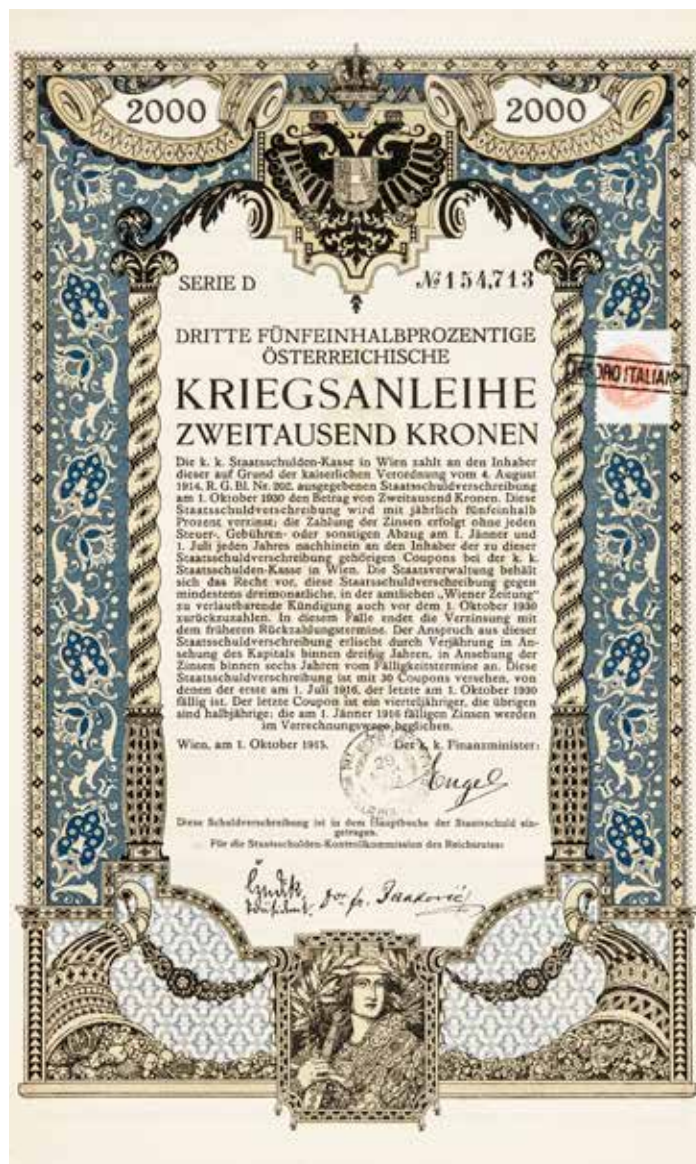 2000 2000
SERIE D № 154,713
DRITTE FÜNFEINHALBPROZENTIGE
ÖSTERREICHISCHE
KRIEGSANLEIHE
ZWEITAUSEND KRONEN
Die k. k. Staatsschulden-Kasse in Wien zahlt an den Inhaber
dieser auf Grund der kaiserlichen Verordnung vom 4. August
1914, R. G. Bl. Nr. 202, ausgegebenen Staatsschuldverschreibung
am 1. Oktober 1930 den Betrag von Zweitausend Kronen. Diese
Staatsschuldverschreibung wird mit jährlich fünfeinhalb
Prozent verzinst; die Zahlung der Zinsen erfolgt ohne jeden
Steuer-, Gebühren- oder sonstigen Abzug am 1. Jänner und
1. Juli jeden Jahres nachhinein an den Inhaber der zu dieser
Staatsschuldverschreibung gehörigen Coupons bei der k. k.
Staatsschulden-Kasse in Wien. Die Staatsverwaltung behält
sich das Recht vor, diese Staatsschuldverschreibung gegen
mindestens dreimonatliche, in der amtlichen „Wiener Zeitung"
zu verlautbarende Kündigung auch vor dem 1. Oktober 1930
zurückzuzahlen. In diesem Falle endet die Verzinsung mit
dem früheren Rückzahlungstermine. Der Anspruch aus dieser
Staatsschuldverschreibung erlischt durch Verjährung in An-
sehung des Kapitals binnen dreißig Jahren, in Ansehung der
Zinsen binnen sechs Jahren vom Fälligkeitstermine an. Diese
Staatsschuldverschreibung ist mit 30 Coupons versehen, von
denen der erste am 1. Juli 1916, der letzte am 1. Oktober 1930
fällig ist. Der letzte Coupon ist ein vierteljähriger, die übrigen
sind halbjährige; die am 1. Jänner 1916 fälligen Zinsen werden
im Verrechnungswege beglichen.
Wien, am 1. Oktober 1915. Der k. k. Finanzminister:
Engel
Diese Schuldverschreibung ist in dem Hauptbuche der Staatsschuld ein-
getragen.
Für die Staatsschulden-Kontrollkommission des Reichsrates:
Dr. fr.
ITALIAN
29